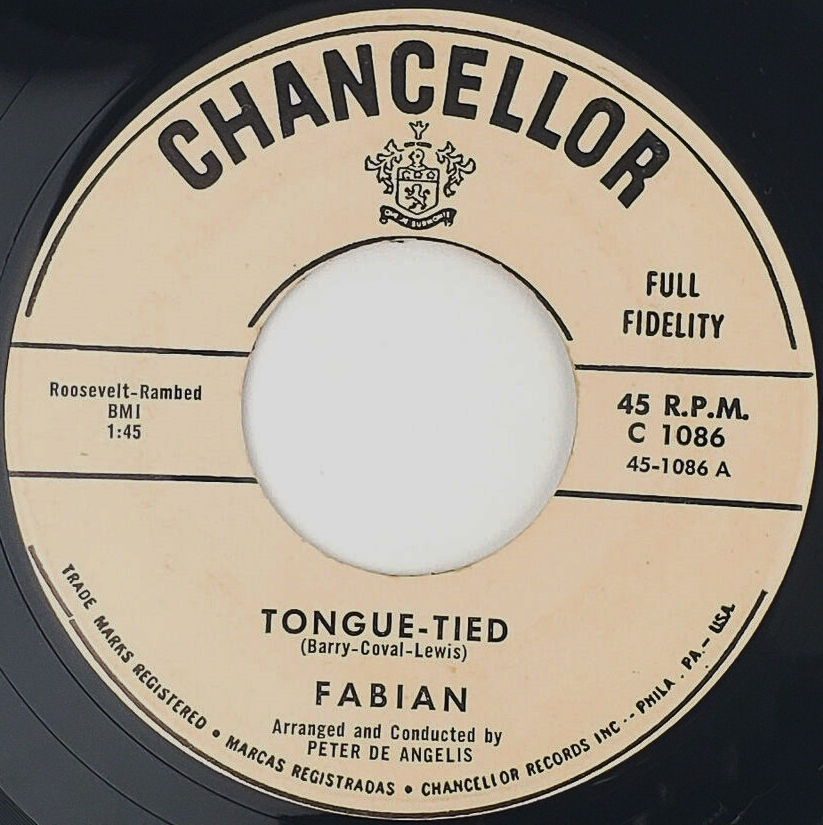 CHANCELLOR
FULL
FIDELITY
Roosevelt-Rambed
BMI
1:45
45 R.P.M.
C 1086
45-1086 A
TONGUE-TIED
(Barry-Coval-Lewis)
FABIAN
Arranged and Conducted by
PETER DE ANGELIS
TRADE MARKS REGISTERED • MARCAS REGISTRADAS • CHANCELLOR RECORDS INC.- PHILA. PA.- USA.